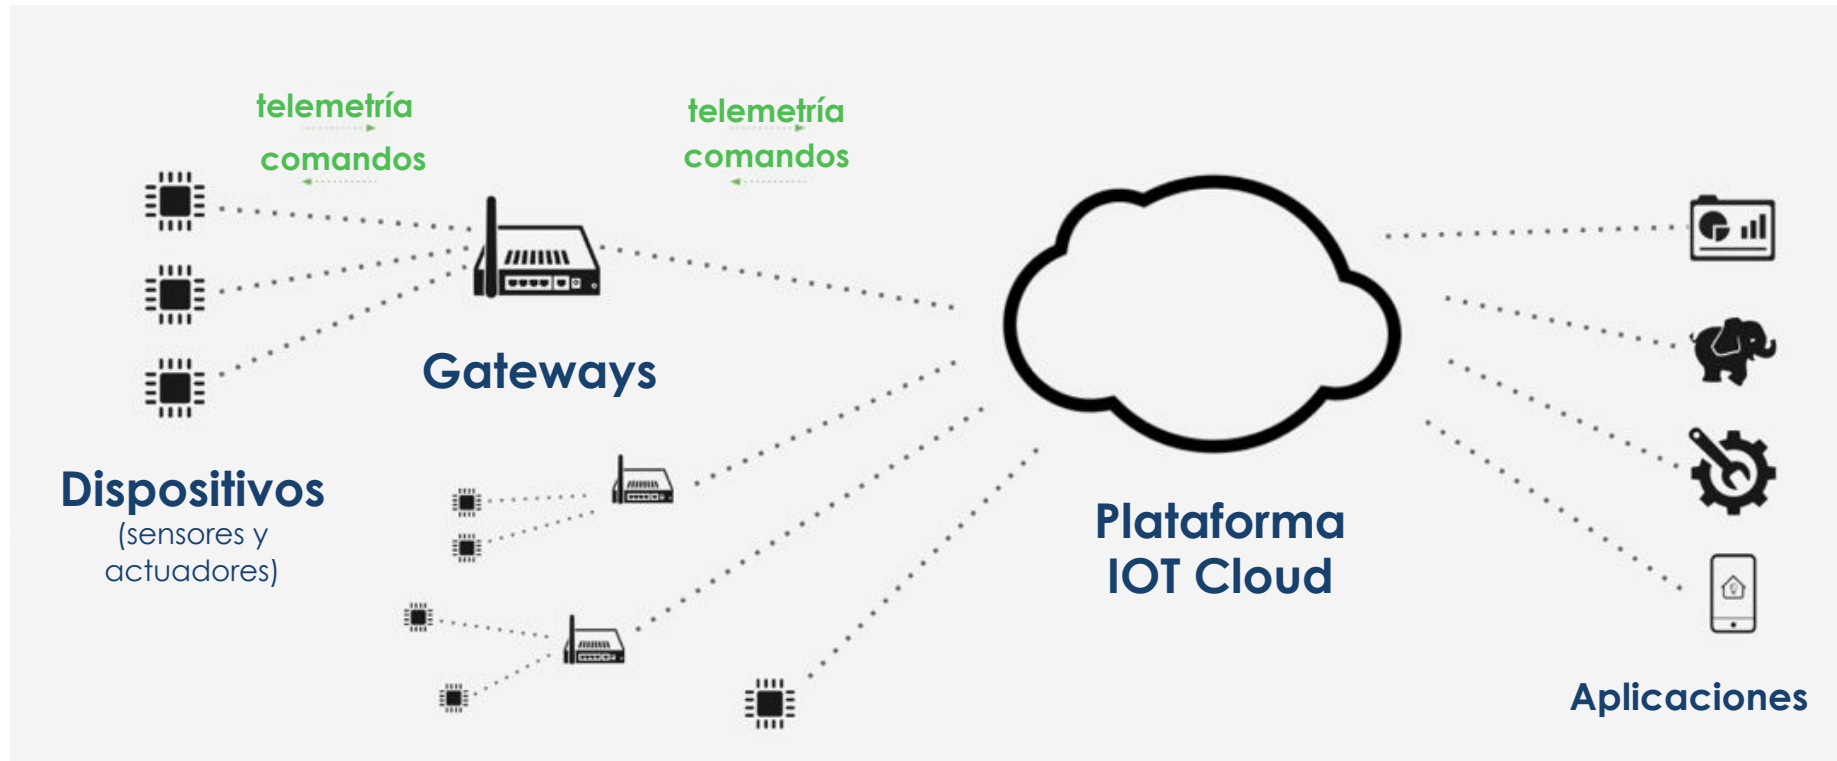 telemetría
comandos
telemetría
comandos
Gateways
Dispositivos
(sensores y
actuadores)
Plataforma
IOT Cloud
Aplicaciones